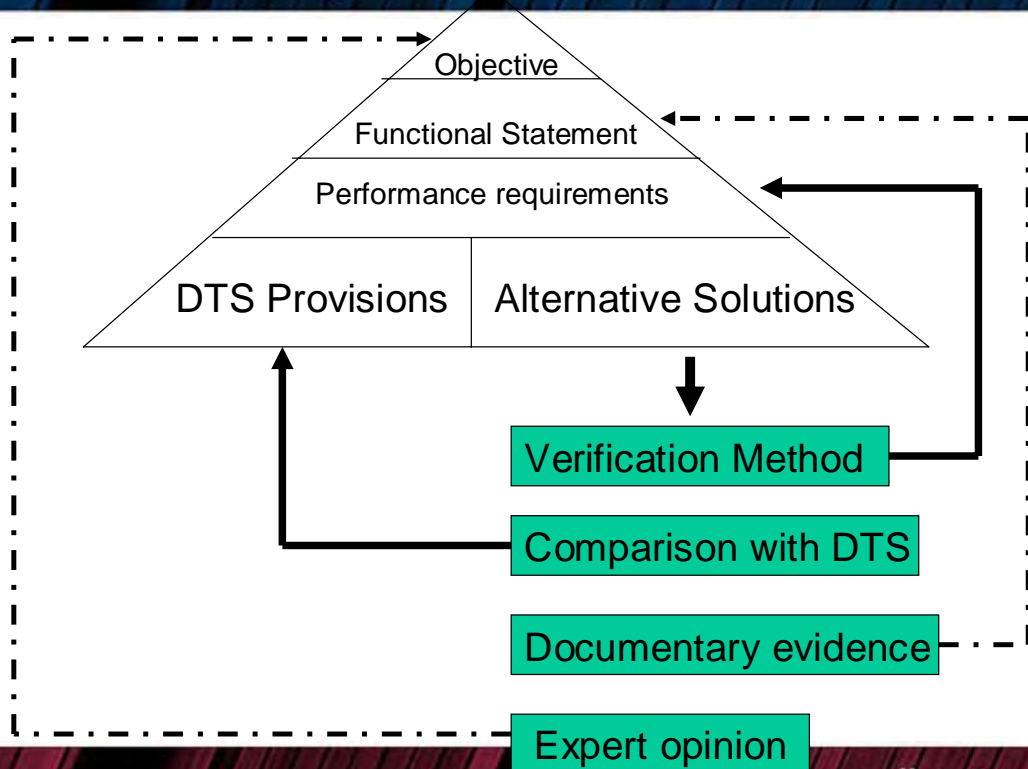 Objective
Functional Statement
Performance requirements
DTS Provisions
Alternative Solutions
Verification Method
Comparison with DTS
Documentary evidence
Expert opinion